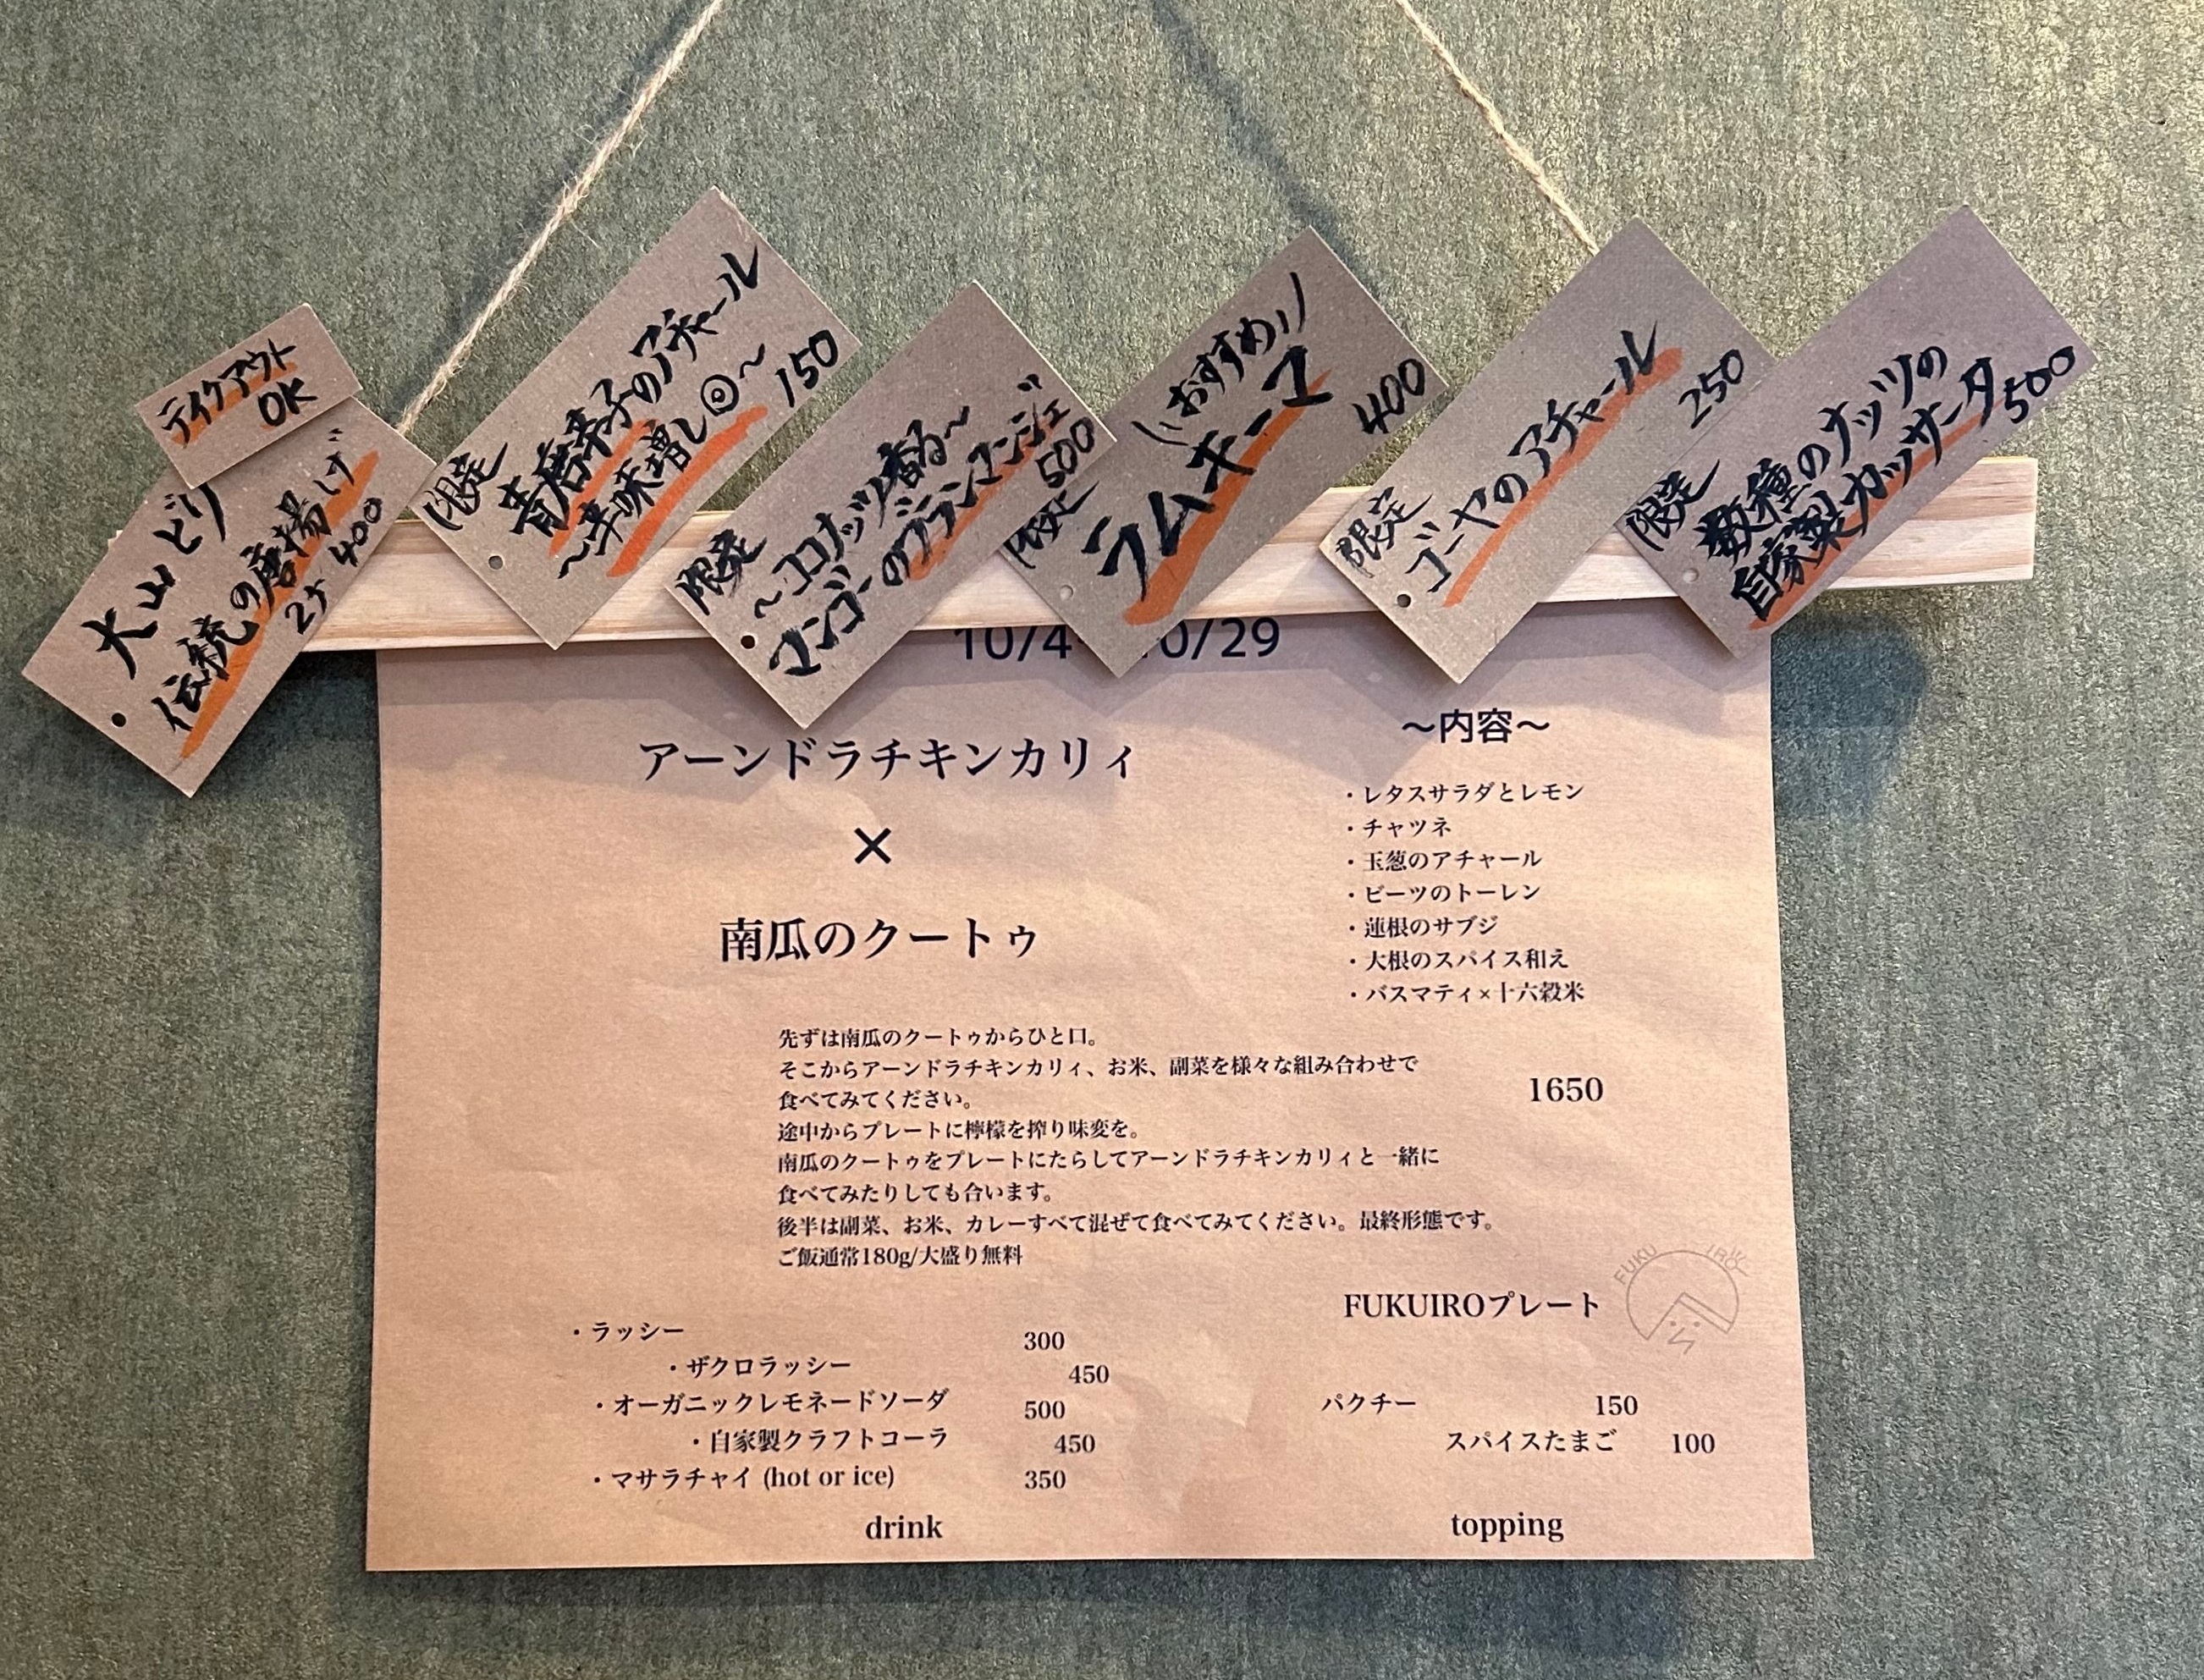 テイクアウト
OK
大山どり
伝統の唐揚げ
2ケ 400
限定
青唐辛子のアチャール
～辛味増し◎～
150
限定
～ココナッツ香る～
マンゴーのブランマンジェ
500
\\おすすめ//
限定
ラムキーマ
400
限定
ゴーヤのアチャール
250
限定
数種のナッツの
自家製カッサータ
500
10/4 0/29
アーンドラチキンカリィ
×
南瓜のクートゥ
～内容～
・レタスサラダとレモン
・チャツネ
・玉葱のアチャール
・ビーツのトーレン
・蓮根のサブジ
・大根のスパイス和え
・バスマティ×十六穀米
先ずは南瓜のクートゥからひと口。
そこからアーンドラチキンカリィ、お米、副菜を様々な組み合わせで
食べてみてください。
途中からプレートに檸檬を搾り味変を。
南瓜のクートゥをプレートにたらしてアーンドラチキンカリィと一緒に
食べてみたりしても合います。
後半は副菜、お米、カレーすべて混ぜて食べてみてください。最終形態です。
ご飯通常180g/大盛り無料
1650
FUKUIROプレート
FUKU IRO
・ラッシー 300
・ザクロラッシー 450
・オーガニックレモネードソーダ 500
・自家製クラフトコーラ 450
・マサラチャイ (hot or ice) 350
drink
パクチー 150
スパイスたまご 100
topping